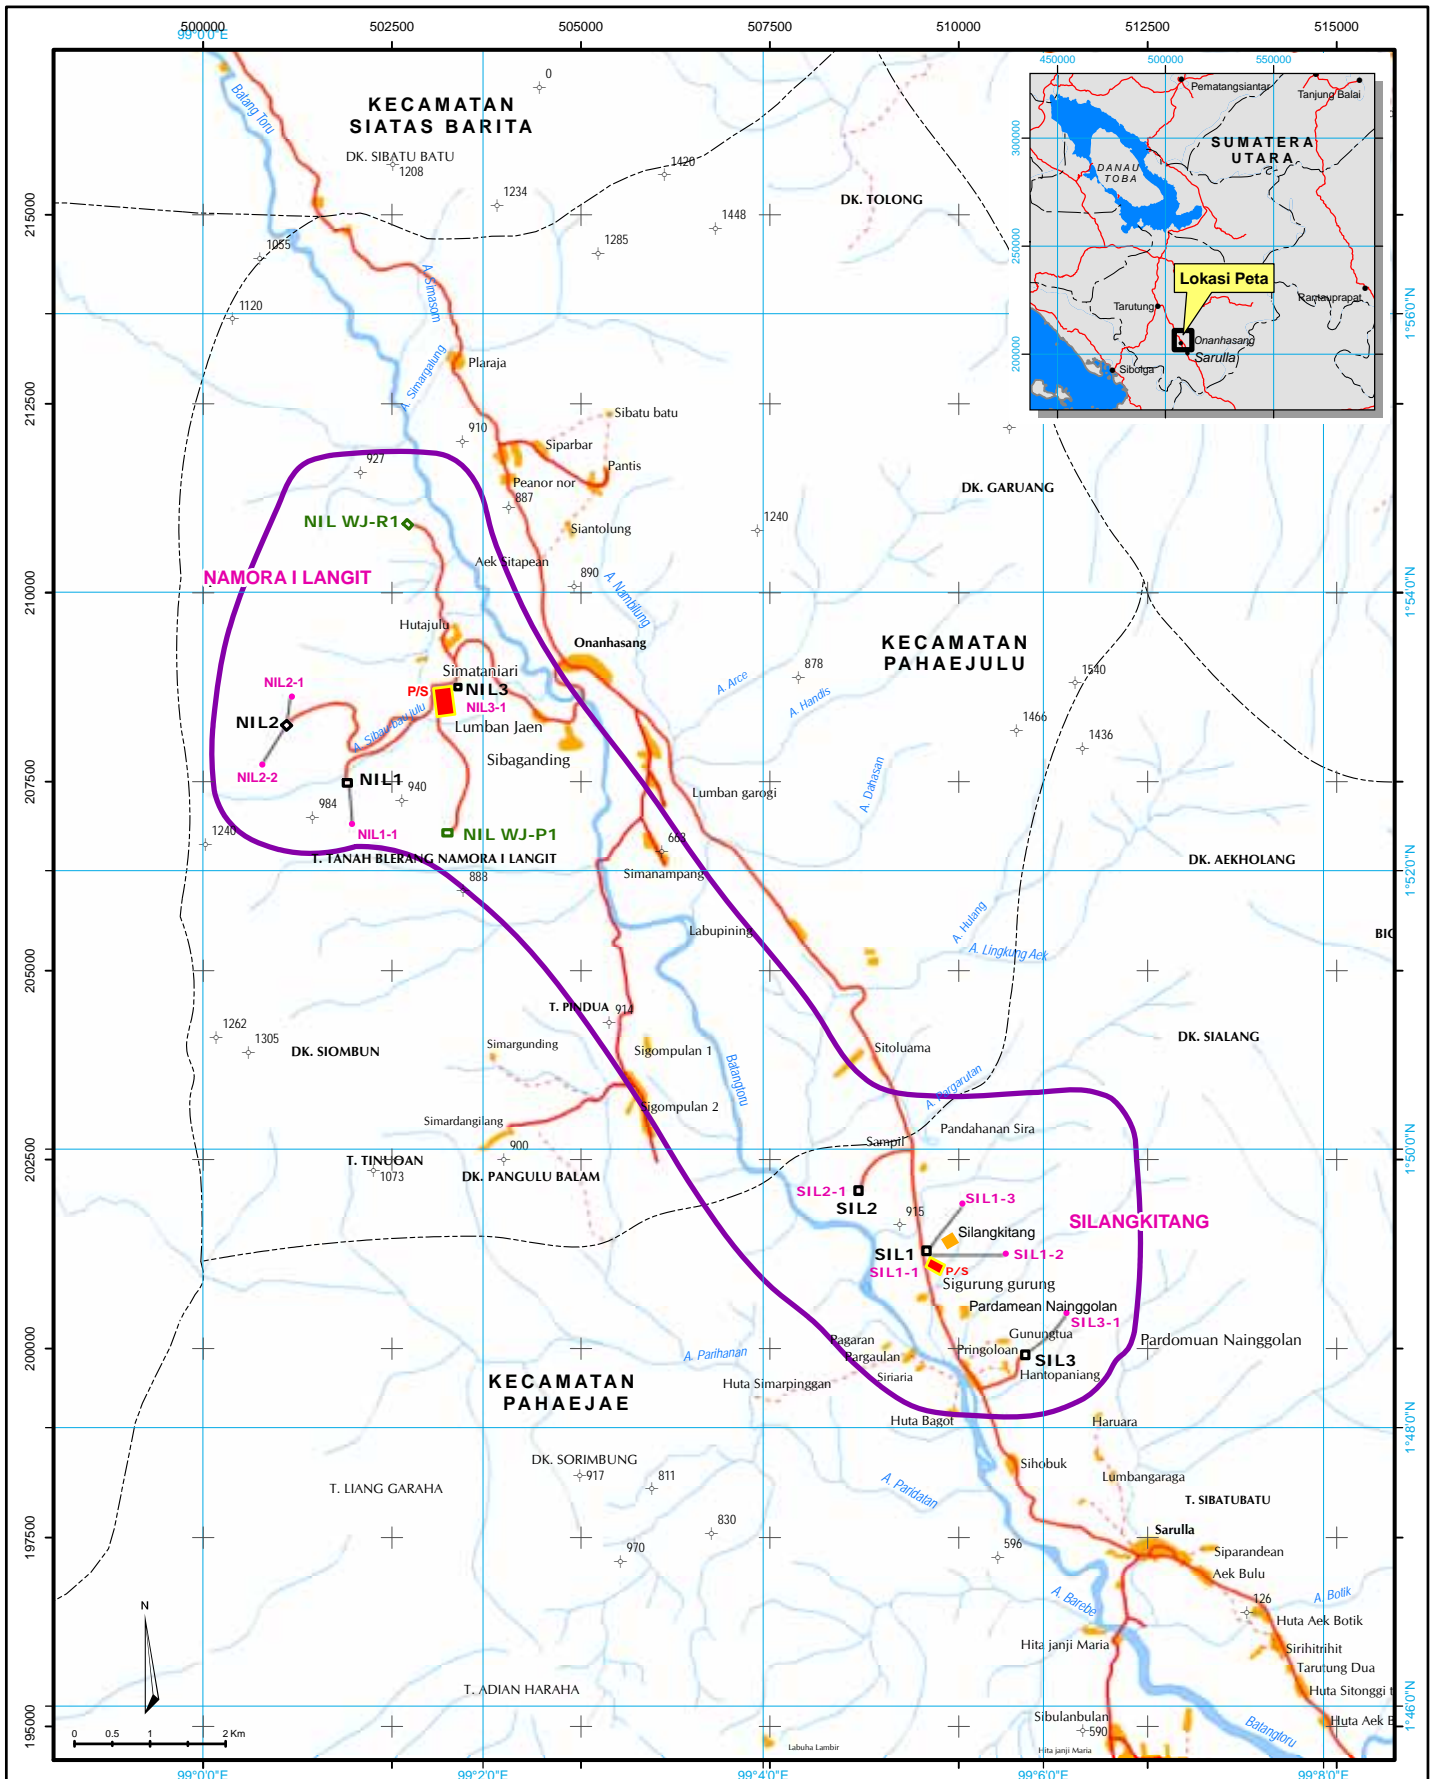 500000
502500
505000
507500
510000
512500
515000
99°0'0"E
0
KECAMATAN
SIATAS BARITA
DK. SIBATU BATU
1208
1420
1234
1448
1285
DK. TOLONG
Batang Toru
1055
1120
215000
A. Simasom
A. Simargalung
Plaraja
212500
Sibatu batu
Siparbar
Pantis
910
927
Peanor nor
887
Siantolung
NIL WJ-R1
Aek Sitapean
890
A. Nambilung
1240
DK. GARUANG
450000
500000
550000
Pematangsiantar
Tanjung Balai
SUMATERA
UTARA
DANAU
TOBA
300000
250000
200000
Lokasi Peta
Tarutung
Rantauprapat
Onanhasang
Sarulla
Sibolga
1°56'0"N
NAMORA I LANGIT
210000
1°54'0"N
Hutajulu
Onanhasang
KECAMATAN
PAHAEJULU
Simataniari
878
1540
A. Arce
A. Handis
NIL2-1
P/S
NIL3
NIL3-1
NIL2
A. Sibau bau julu
Lumban Jaen
1466
1436
Sibaganding
NIL2-2
207500
NIL1
940
984
Lumban garogi
A. Dahasan
NIL1-1
NIL WJ-P1
1240
663
T. TANAH BLERANG NAMORA I LANGIT
DK. AEKHOLANG
888
Simanampang
1°52'0"N
Labupining
A. Hulang
A. Lingkung Aek
205000
T. PINDUA
914
1262
1305
DK. SIOMBUN
Simargunding
Sigompulan 1
Sitoluama
DK. SIALANG
Batangtoru
A. Pargarutan
Simardangilang
Sigompulan 2
Pandahanan Sira
Sampil
1°50'0"N
202500
900
T. TINUOAN
1073
DK. PANGULU BALAM
SIL2-1
SIL2
SIL1-3
915
Silangkitang
SILANGKITANG
SIL1
SIL1-2
SIL1-1
P/S
Sigurung gurung
Pardamean Nainggolan
SIL3-1
Gunungtua
Pardomuan Nainggolan
200000
Pagaran
Pringoloan
SIL3
A. Parihanan
Pargaulan
Siriaria
Hantopaniang
KECAMATAN
PAHAEJAE
Huta Simarpinggan
Huta Bagot
Haruara
1°48'0"N
DK. SORIMBUNG
917
811
Sihobuk
Lumbangaraga
T. LIANG GARAHA
A. Paridalan
T. SIBATUBATU
830
197500
Sarulla
970
596
Siparandean
Aek Bulu
A. Barebe
126
A. Botik
Huta Aek Botik
N
Hita janji Maria
Sirihitrihit
Tarutung Dua
T. ADIAN HARAHA
Huta Sitonggi t
1°46'0"N
195000
Sibulanbulan
590
Batangtoru
Huta Aek B
0
0.5
1
2 Km
Labuha Lambir
Hita janji Maria
99°0'0"E
99°2'0"E
99°4'0"E
99°6'0"E
99°8'0"E